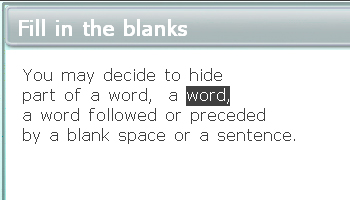 Fill in the blanks
You may decide to hide
part of a word,  a word,
a word followed or preceded
by a blank space or a sentence.